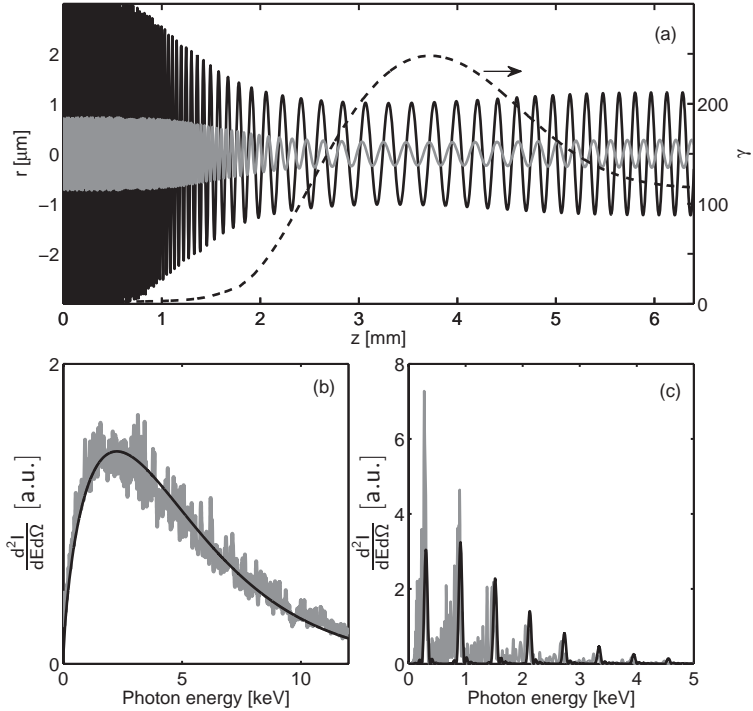 (a)
r [μm]
2
1
0
−1
−2
200
100
0
γ
0 1 2 3 4 5 6
z [mm]
(b)
d²I
dEdΩ
[a.u.]
2
0
0 5 10
Photon energy [keV]
(c)
d²I
dEdΩ
[a.u.]
8
6
4
2
0
0 1 2 3 4 5
Photon energy [keV]